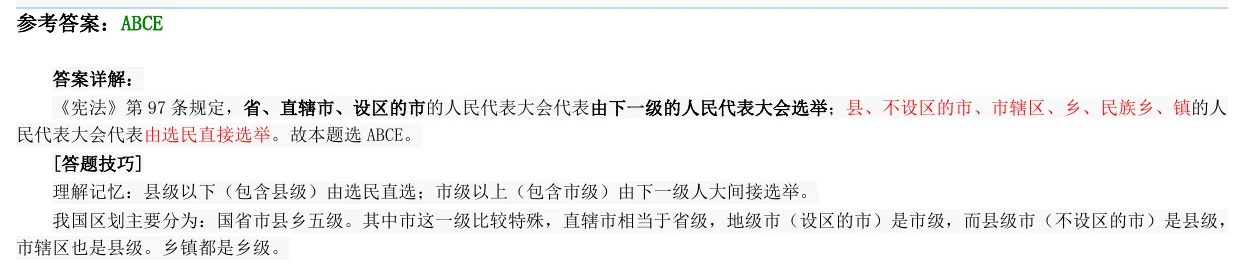 参考答案：ABCE
答案详解：
《宪法》第 97 条规定，省、直辖市、设区的市的人民代表大会代表由下一级的人民代表大会选举；县、不设区的市、市辖区、乡、民族乡、镇的人
民代表大会代表由选民直接选举。故本题选 ABCE。
[答题技巧]
理解记忆：县级以下（包含县级）由选民直选；市级以上（包含市级）由下一级人大间接选举。
我国区划主要分为：国省市县乡五级。其中市这一级比较特殊，直辖市相当于省级，地级市（设区的市）是市级，而县级市（不设区的市）是县级，
市辖区也是县级。乡镇都是乡级。